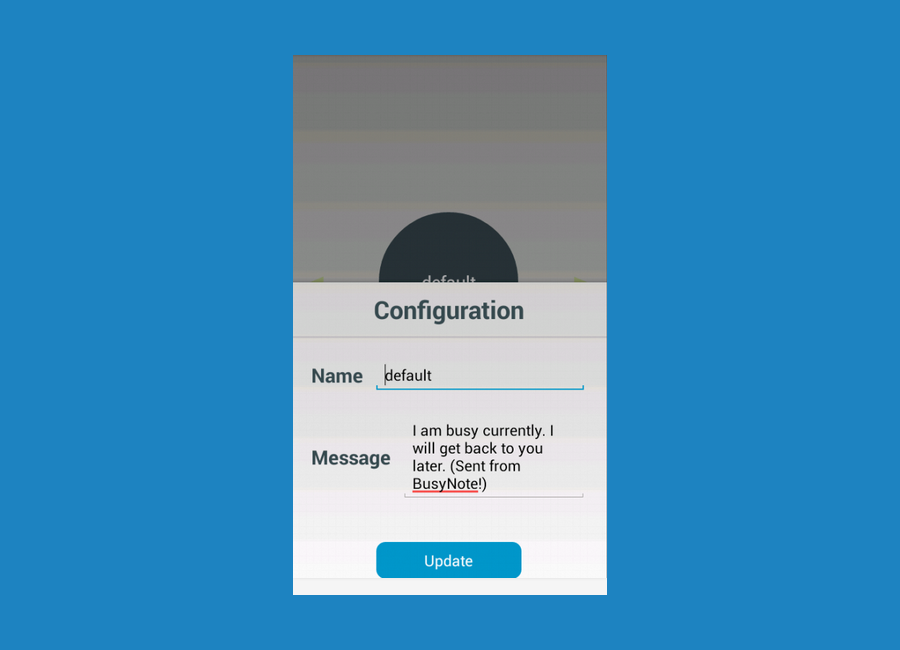 default
Configuration
Name
default
Message
I am busy currently. I
will get back to you
later. (Sent from
BusyNote!)
Update